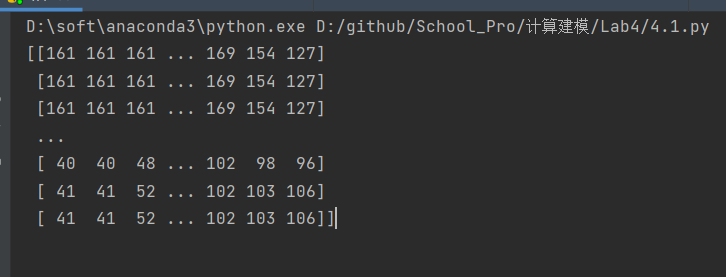 D:\soft\anaconda3\python.exe D:/github/School_Pro/计算建模/Lab4/4.1.py
[[161 161 161 ... 169 154 127]
 [161 161 161 ... 169 154 127]
 [161 161 161 ... 169 154 127]
 ...
 [ 40  40  48 ... 102  98  96]
 [ 41  41  52 ... 102 103 106]
 [ 41  41  52 ... 102 103 106]]